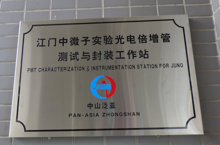 江门中微子实验光电倍增管
测试与封装工作站
PMT CHARACTERIZATION & INSTRUMENTATION STATION FOR JUNO
中山泛亚
PAN-ASIA ZHONGSHAN